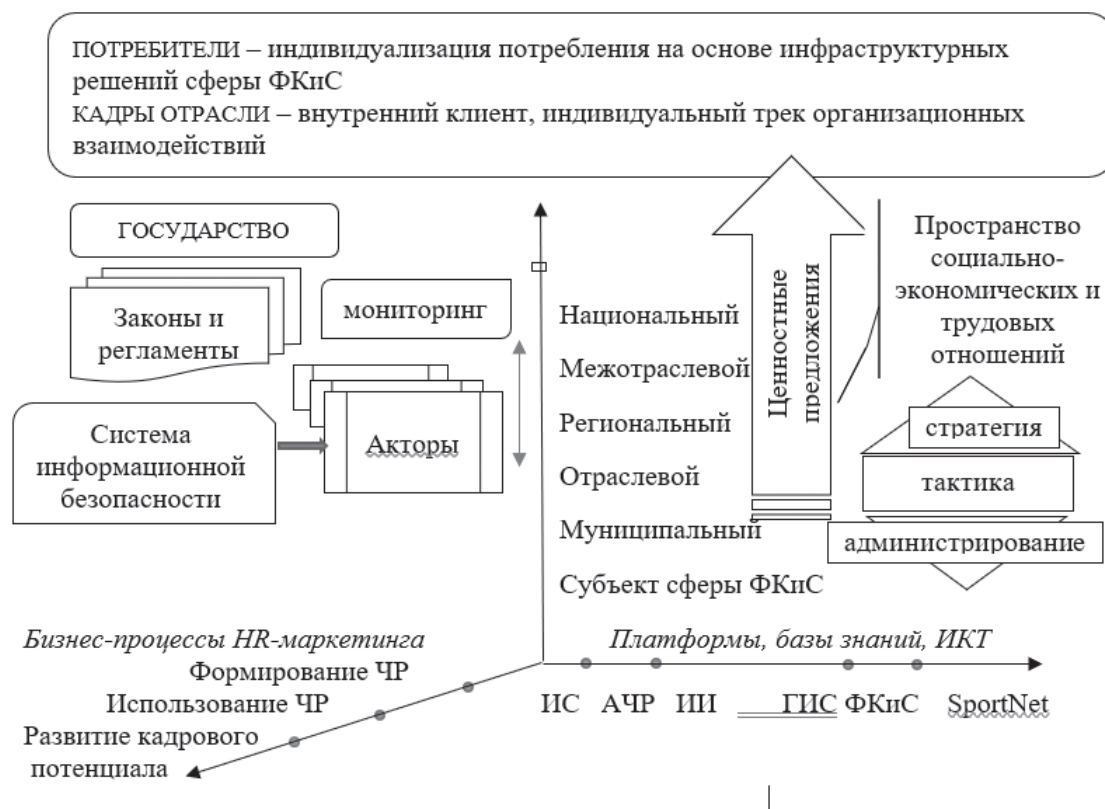 ПОТРЕБИТЕЛИ – индивидуализация потребления на основе инфраструктурных
решений сферы ФКиС
КАДРЫ ОТРАСЛИ – внутренний клиент, индивидуальный трек организационных
взаимодействий
ГОСУДАРСТВО
Законы и
регламенты
мониторинг
Система
информационной
безопасности
Акторы
Национальный
Межотраслевой
Региональный
Отраслевой
Муниципальный
Субъект сферы ФКиС
Ценностные
предложения
Пространство
социально-
экономических и
трудовых
отношений
стратегия
тактика
администрирование
Бизнес-процессы HR-маркетинга
Формирование ЧР
Использование ЧР
Развитие кадрового
потенциала
Платформы, базы знаний, ИКТ
ИС АЧР ИИ ГИС ФКиС SportNet